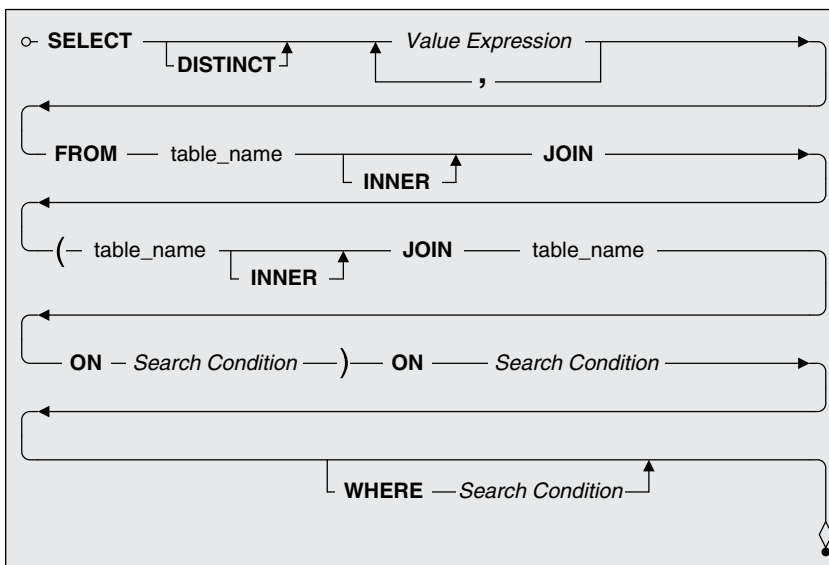 SELECT Value Expression
DISTINCT ,
FROM table_name JOIN
INNER
( table_name JOIN table_name
INNER
ON Search Condition ) ON Search Condition
WHERE Search Condition